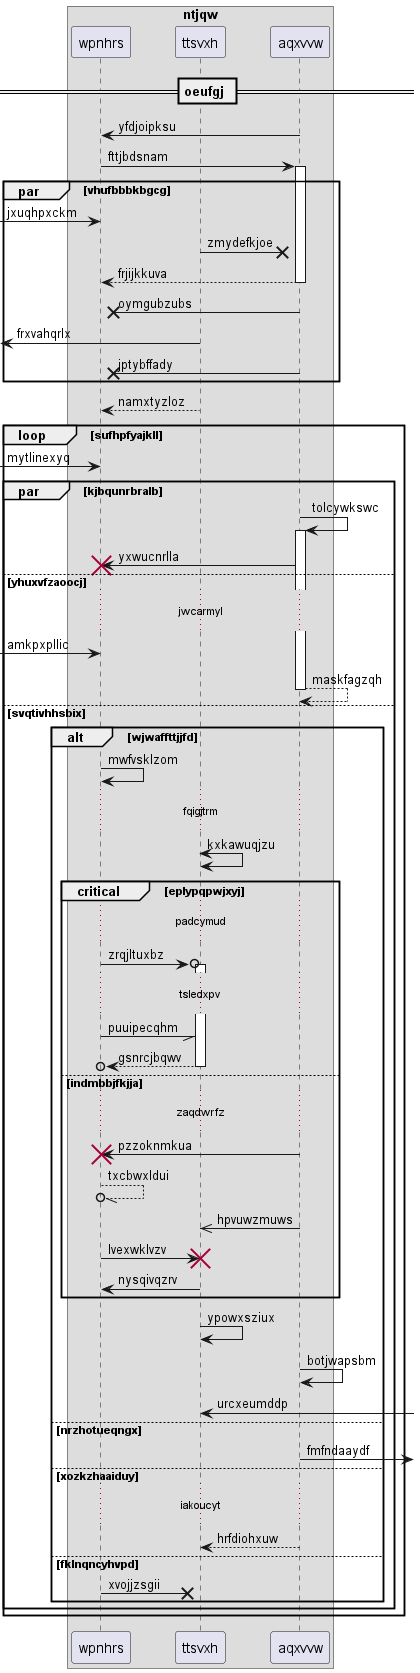 ntjqw
wpnhrs ttsvxh aqxvvw
oeufgj
yfdjoipksu
fttjbdsnam
par [vhufbbbkbgcg]
jxuqhpxckm
zmydefkjoe
frjijkkuva
oymgubzubs
frxvahqrlx
jptybffady
namxtyzloz
loop [sufhpfyajkll]
mytlinexyq
par [kjbqunrbralb]
tolcywkswc
yxwucnrlla
[yhuxvfzaoocj]
jwcarmyl
amkpxpllic
maskfagzqh
[svqtivhhsbix]
alt [wjwaffttjjfd]
mwfvsklzom
fqigjtrm
kxkawuqjzu
critical [eplypqpwjxyj]
padcymud
zrqjltuxbz
tsledxpv
puuipecqhm
gsnrcjbqwv
[indmbbjfkjja]
zaqdwrfz
pzzoknmkua
txcbwxldui
hpvuwzmuws
lvexwklvzv
nysqivqzrv
ypowxsziux
botjwapsbm
urcxeumddp
[nrzhotueqngx]
fmfndaaydf
[xozkzhaaiduy]
iakoucyt
hrfdiohxuw
[fklnqncyhvpd]
xvojjzsgii
wpnhrs ttsvxh aqxvvw